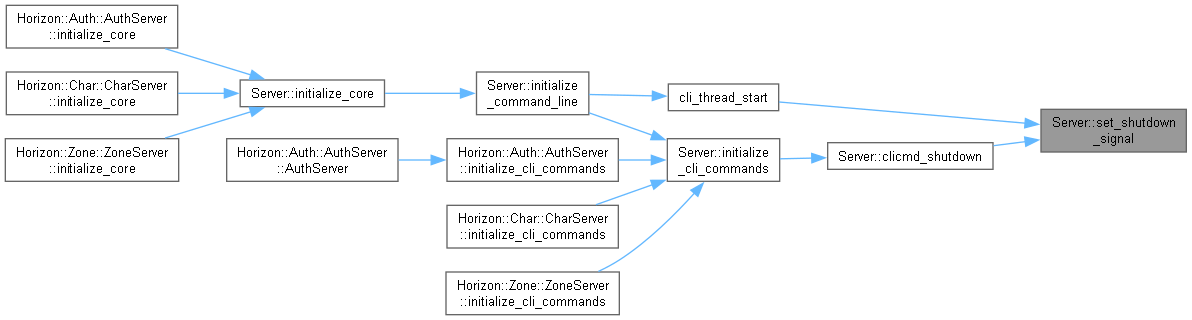 Horizon::Auth::AuthServer
::initialize_core
Horizon::Char::CharServer
::initialize_core
Horizon::Zone::ZoneServer
::initialize_core
Server::initialize_core
Horizon::Auth::AuthServer
::AuthServer
Server::initialize
_command_line
Horizon::Auth::AuthServer
::initialize_cli_commands
Horizon::Char::CharServer
::initialize_cli_commands
Horizon::Zone::ZoneServer
::initialize_cli_commands
cli_thread_start
Server::initialize
_cli_commands
Server::clicmd_shutdown
Server::set_shutdown
_signal